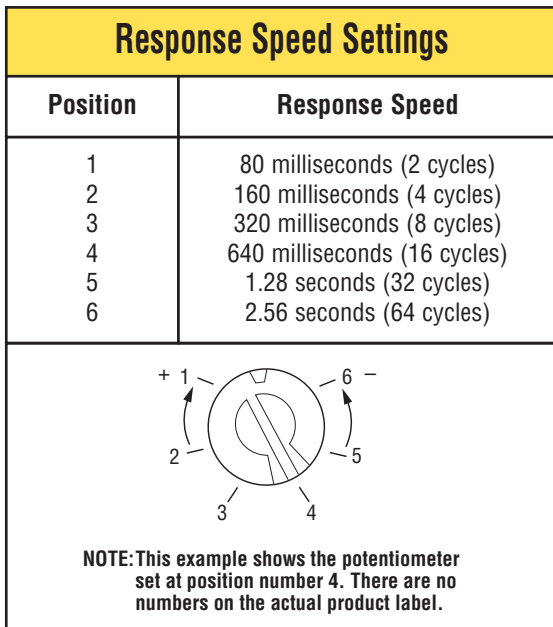 Response Speed Settings
Position Response Speed
1 80 milliseconds (2 cycles)
2 160 milliseconds (4 cycles)
3 320 milliseconds (8 cycles)
4 640 milliseconds (16 cycles)
5 1.28 seconds (32 cycles)
6 2.56 seconds (64 cycles)
+ 1 6 –
2 5
3 4
NOTE: This example shows the potentiometer
set at position number 4. There are no
numbers on the actual product label.